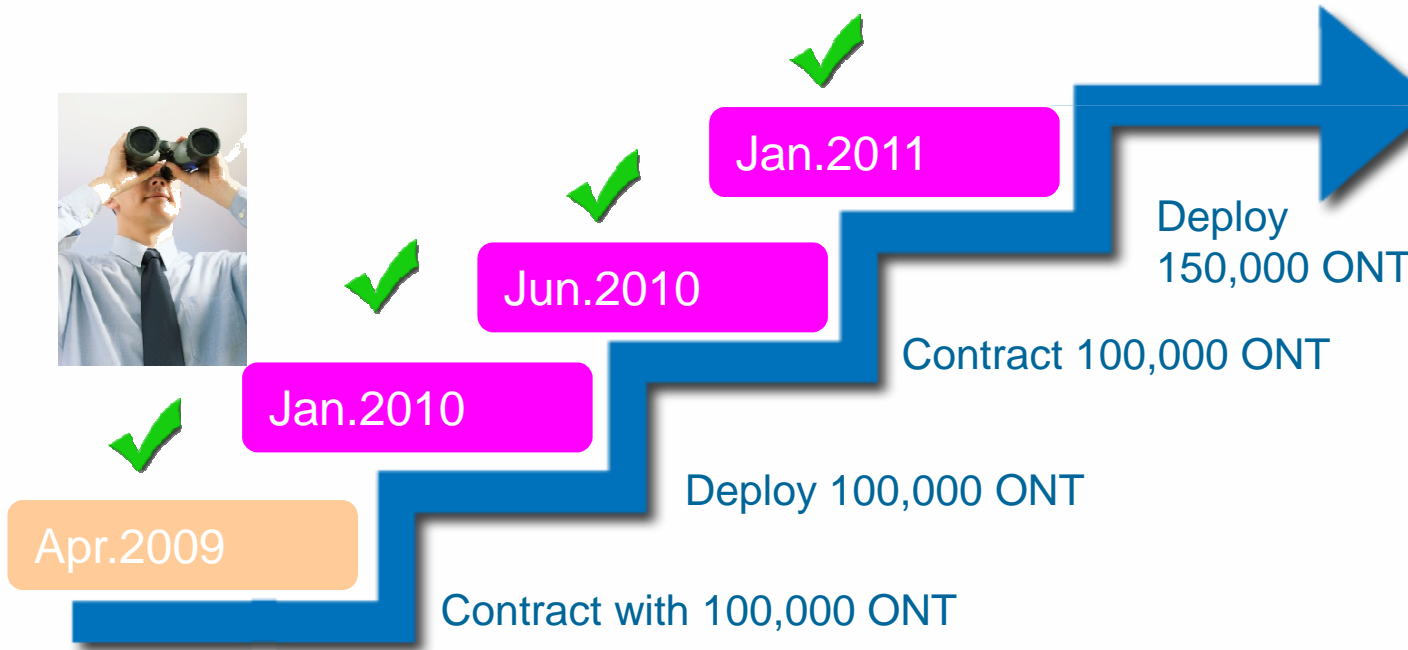 Jan.2011
Deploy
150,000 ONT
Jun.2010
Contract 100,000 ONT
Jan.2010
Deploy 100,000 ONT
Apr.2009
Contract with 100,000 ONT